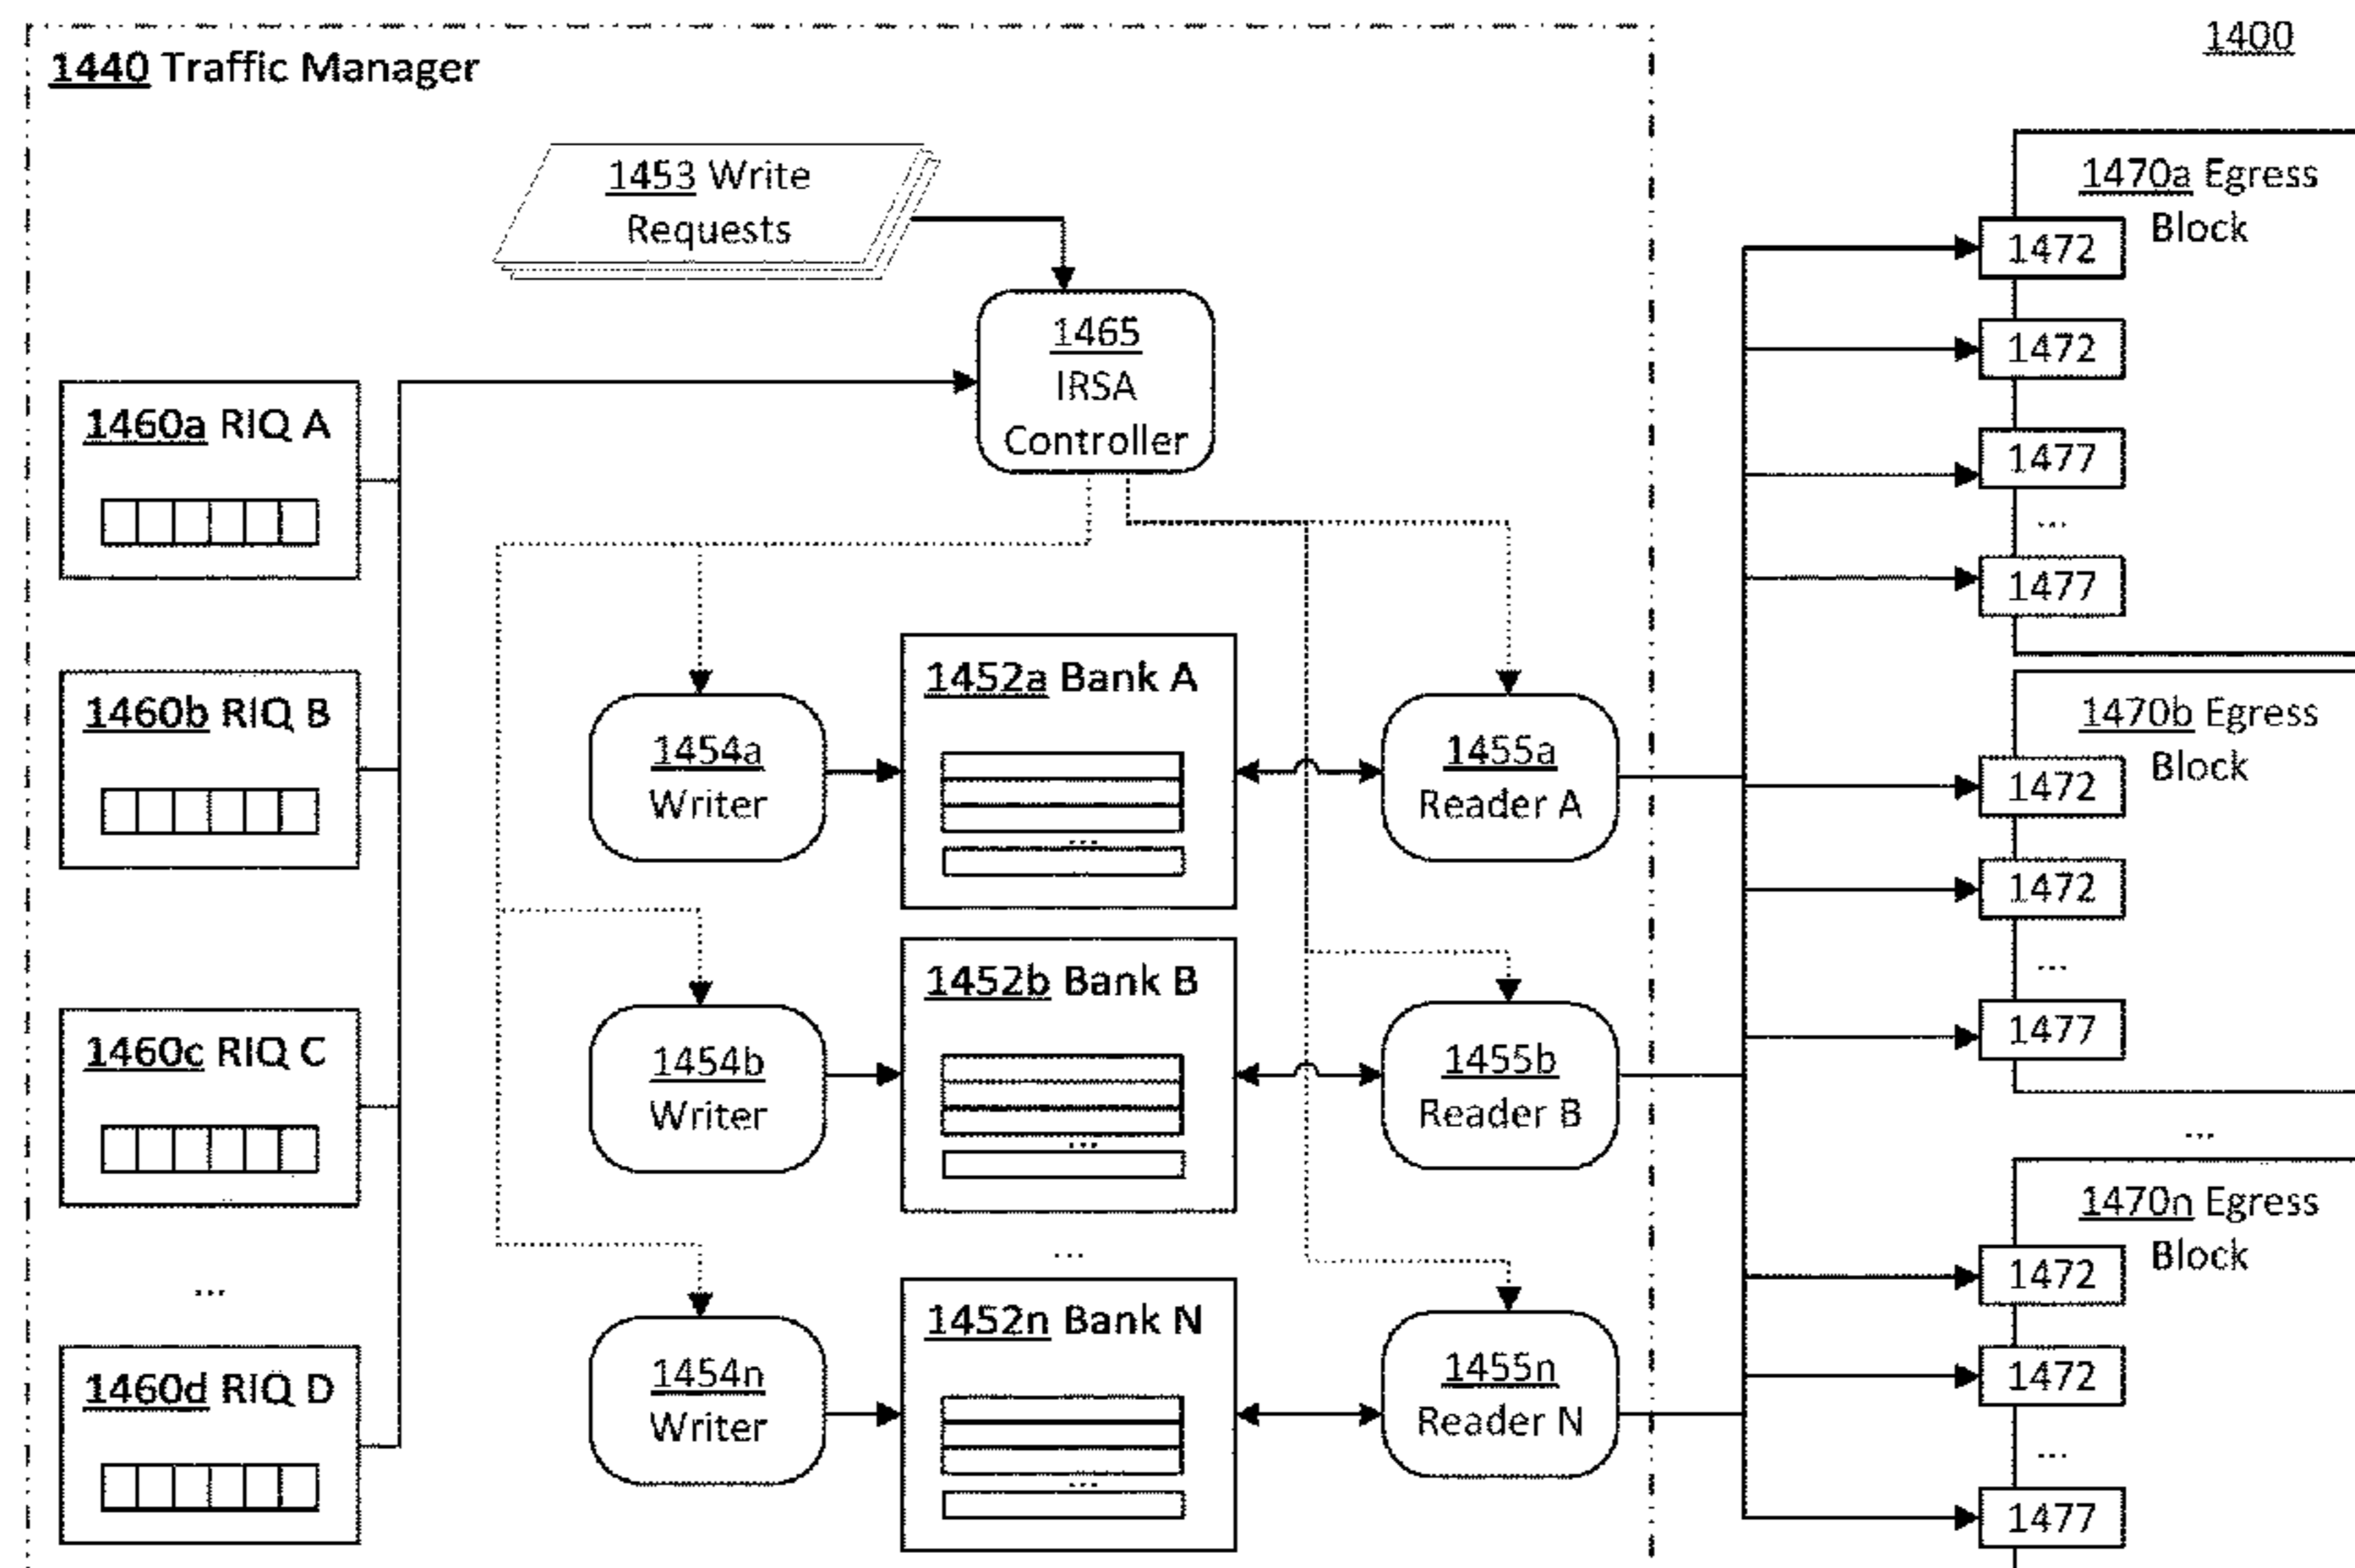 1400
1440 Traffic Manager
1453 Write
Requests
1465
IRSA
Controller
1460a RIQ A
1460b RIQ B
1460c RIQ C
...
1460d RIQ D
1454a
Writer
1452a Bank A
...
1455a
Reader A
1454b
Writer
1452b Bank B
...
1455b
Reader B
...
1454n
Writer
1452n Bank N
...
1455n
Reader N
1470a Egress
Block
1472
1472
1477
...
1477
1470b Egress
Block
1472
1472
...
1477
...
1470n Egress
Block
1472
1472
...
1477